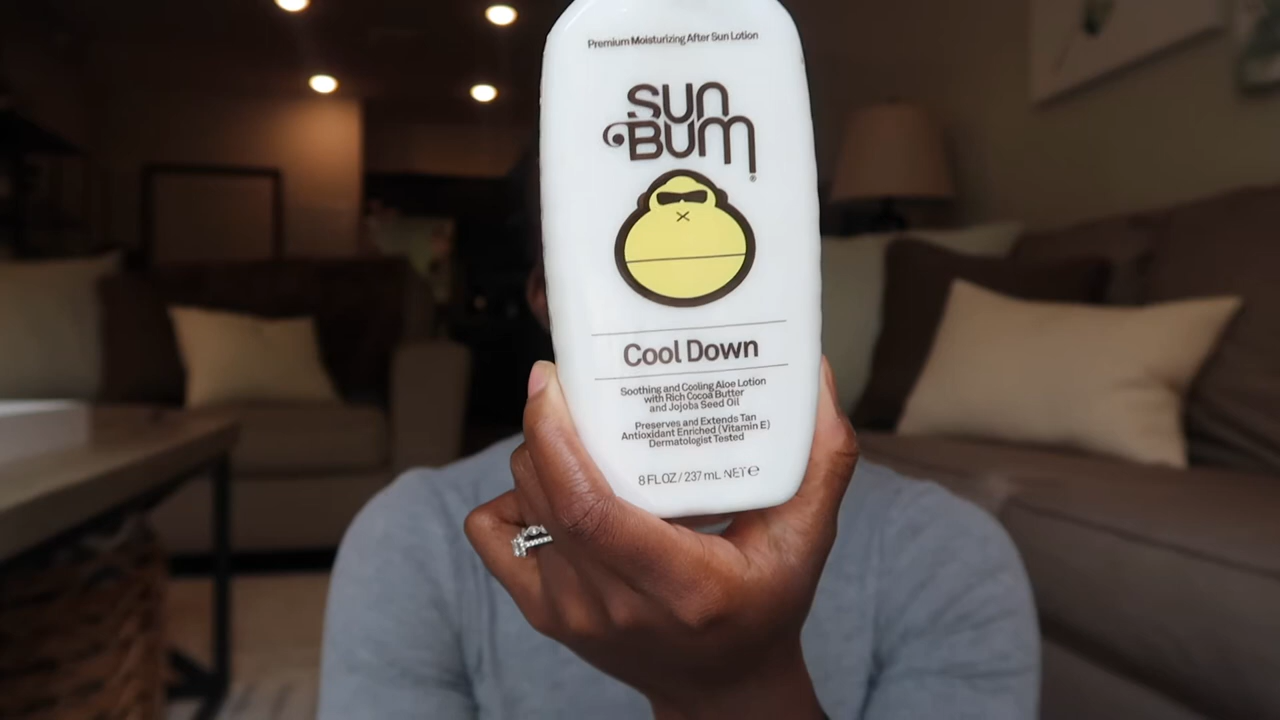 Premium Moisturizing After Sun Lotion
SUN
BUM®
Cool Down
Soothing and Cooling Aloe Lotion
with Rich Cocoa Butter
and Jojoba Seed Oil
Preserves and Extends Tan
Antioxidant Enriched (Vitamin E)
Dermatologist Tested
8 FL OZ / 237 mL NET ℮